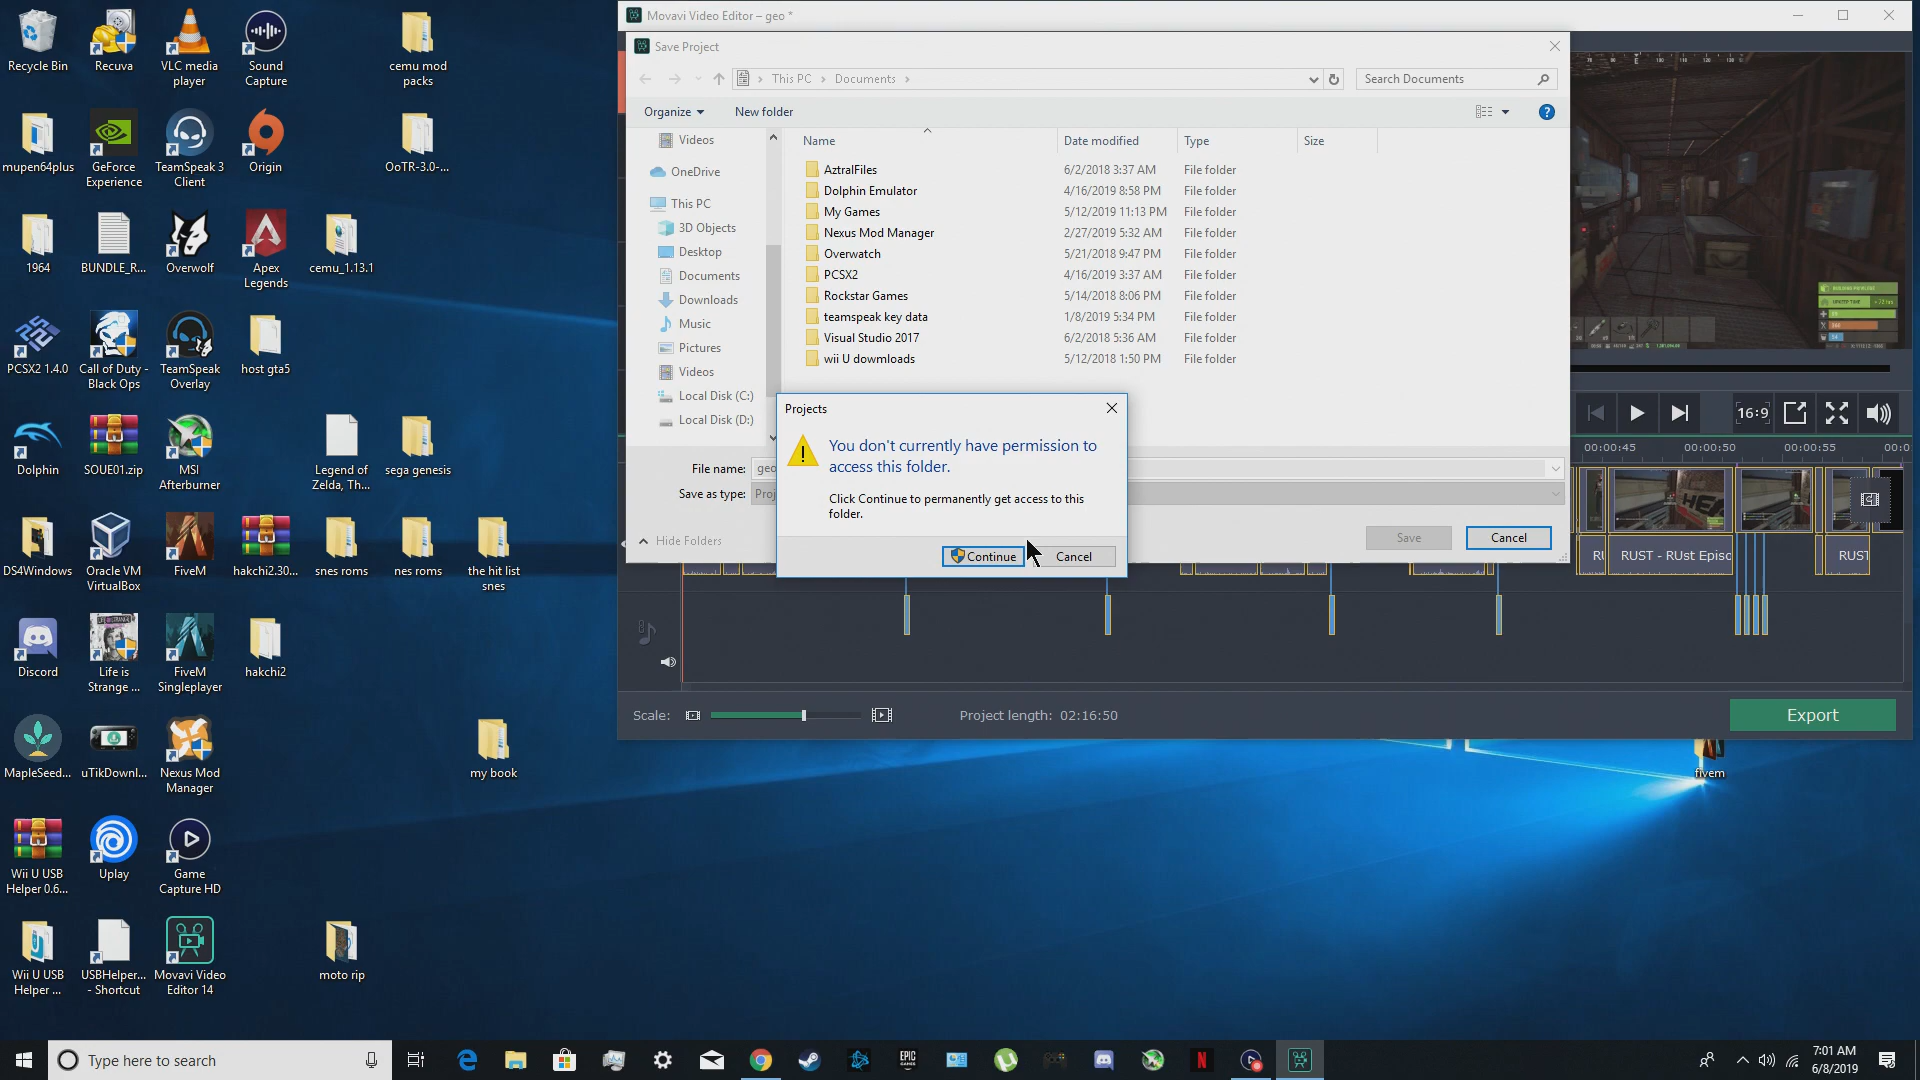 Recycle Bin
Recuva
VLC media
player
Sound
Capture
cemu mod
packs
mupen64plus
GeForce
Experience
TeamSpeak 3
Client
Origin
OoTR-3.0-...
1964
BUNDLE_R...
Overwolf
Apex
Legends
cemu_1.13.1
PCSX2 1.4.0
Call of Duty -
Black Ops
TeamSpeak
Overlay
host gta5
Dolphin
SOUE01.zip
MSI
Afterburner
Legend of
Zelda, Th...
sega genesis
DS4Windows
Oracle VM
VirtualBox
FiveM
hakchi2.30...
snes roms
nes roms
the hit list
snes
Discord
Life is
Strange ...
FiveM
Singleplayer
hakchi2
MapleSeed...
uTikDownl...
Nexus Mod
Manager
my book
Wii U USB
Helper 0.6...
Uplay
Game
Capture HD
Wii U USB
Helper ...
USBHelper...
- Shortcut
Movavi Video
Editor 14
moto rip
fivem
Movavi Video Editor – geo *
Save Project
This PC > Documents >
Search Documents
Organize
New folder
Name
Date modified
Type
Size
Videos
OneDrive
This PC
3D Objects
Desktop
Documents
Downloads
Music
Pictures
Videos
Local Disk (C:)
Local Disk (D:)
AztralFiles 6/2/2018 3:37 AM File folder
Dolphin Emulator 4/16/2019 8:58 PM File folder
My Games 5/12/2019 11:13 PM File folder
Nexus Mod Manager 2/27/2019 5:32 AM File folder
Overwatch 5/21/2018 9:47 PM File folder
PCSX2 4/16/2019 3:37 AM File folder
Rockstar Games 5/14/2018 8:06 PM File folder
teamspeak key data 1/8/2019 5:34 PM File folder
Visual Studio 2017 6/2/2018 5:36 AM File folder
wii U dowmloads 5/12/2018 1:50 PM File folder
File name: geo
Save as type: Proj
Hide Folders
Save
Cancel
Projects
You don't currently have permission to
access this folder.
Click Continue to permanently get access to this
folder.
Continue
Cancel
16:9
00:00:45
00:00:50
00:00:55
00:0
RU
RUST - RUst Episo
RUST
Scale:
Project length: 02:16:50
Export
Type here to search
EPIC
GAMES
N
7:01 AM
6/8/2019